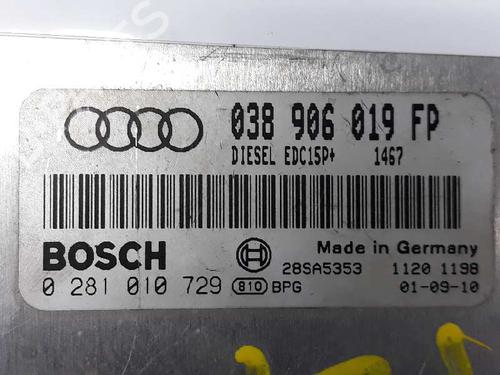 038 906 019 FP
DIESEL EDC15P+ 1467
BOSCH
Made in Germany
28SA5353 1120 1198
0 281 010 729 810 BPG 01-09-10